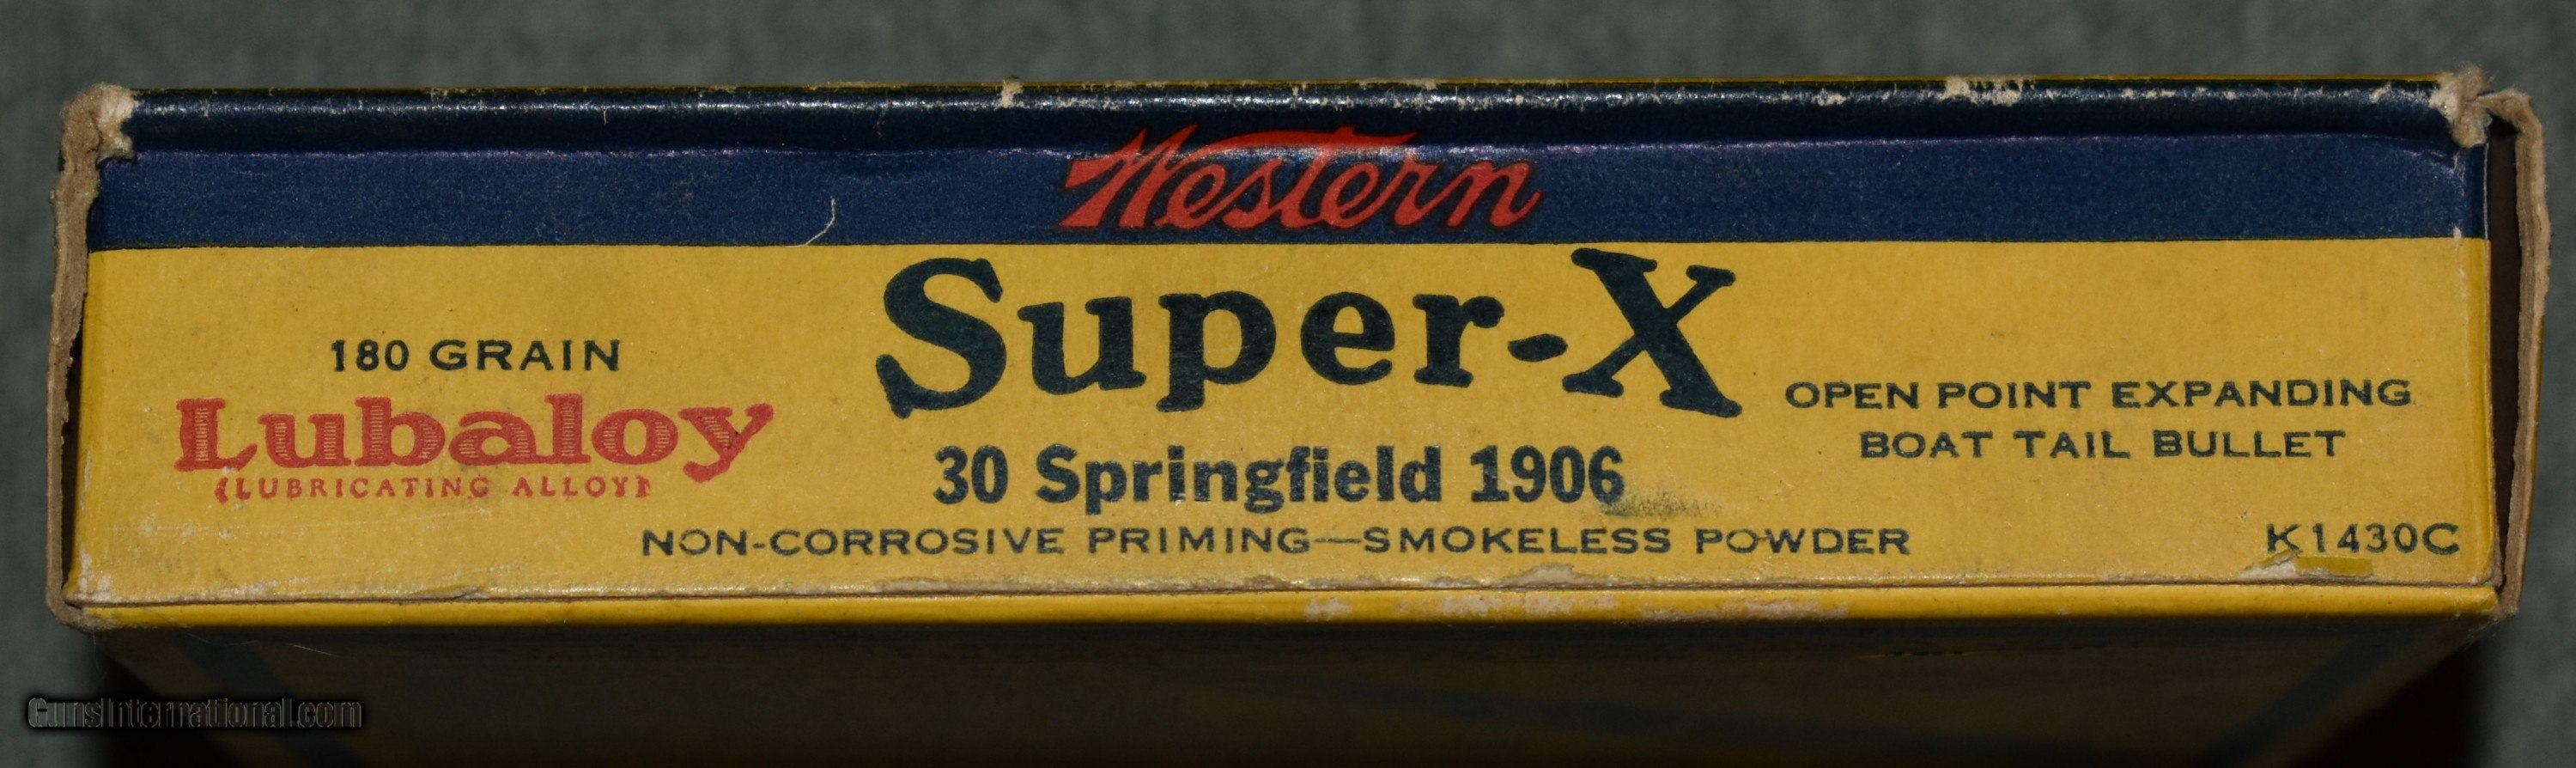 Western
Super-X
180 GRAIN
Lubaloy
(LUBRICATING ALLOY)
OPEN POINT EXPANDING
BOAT TAIL BULLET
30 Springfield 1906
NON-CORROSIVE PRIMING—SMOKELESS POWDER
K1430C
GunsInternational.com